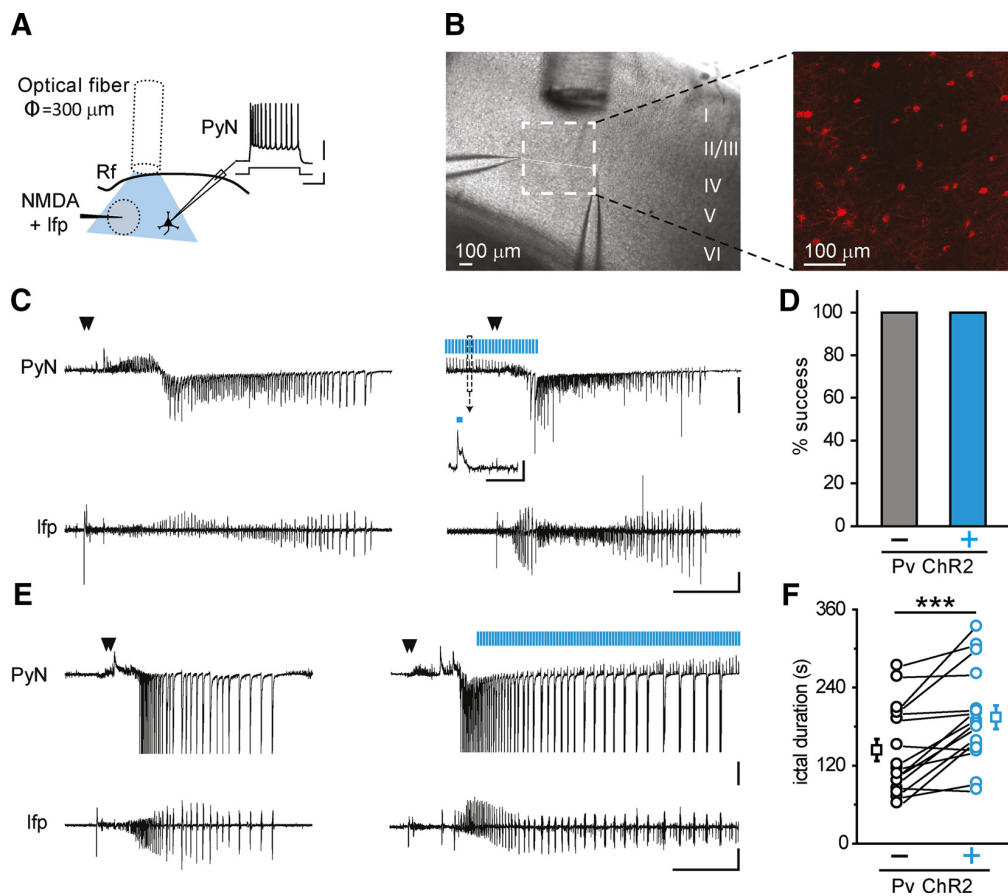 A
Optical fiber
Φ=300 μm
Rf
NMDA
+ lfp
PyN
B
I
II/III
IV
V
VI
100 μm
100 μm
C
PyN
lfp
D
% success
100
80
60
40
20
0
− +
Pv ChR2
E
PyN
lfp
F
***
ictal duration (s)
360
240
120
0
− +
Pv ChR2